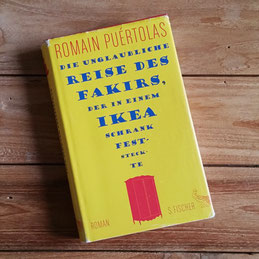 ROMAIN PUÉRTOLAS
DIE UNGLAUBLICHE
REISE DES
FAKIRS,
DER IN EINEM
IKEA
SCHRANK
FEST-
STECK-
TE
ROMAN
S. FISCHER